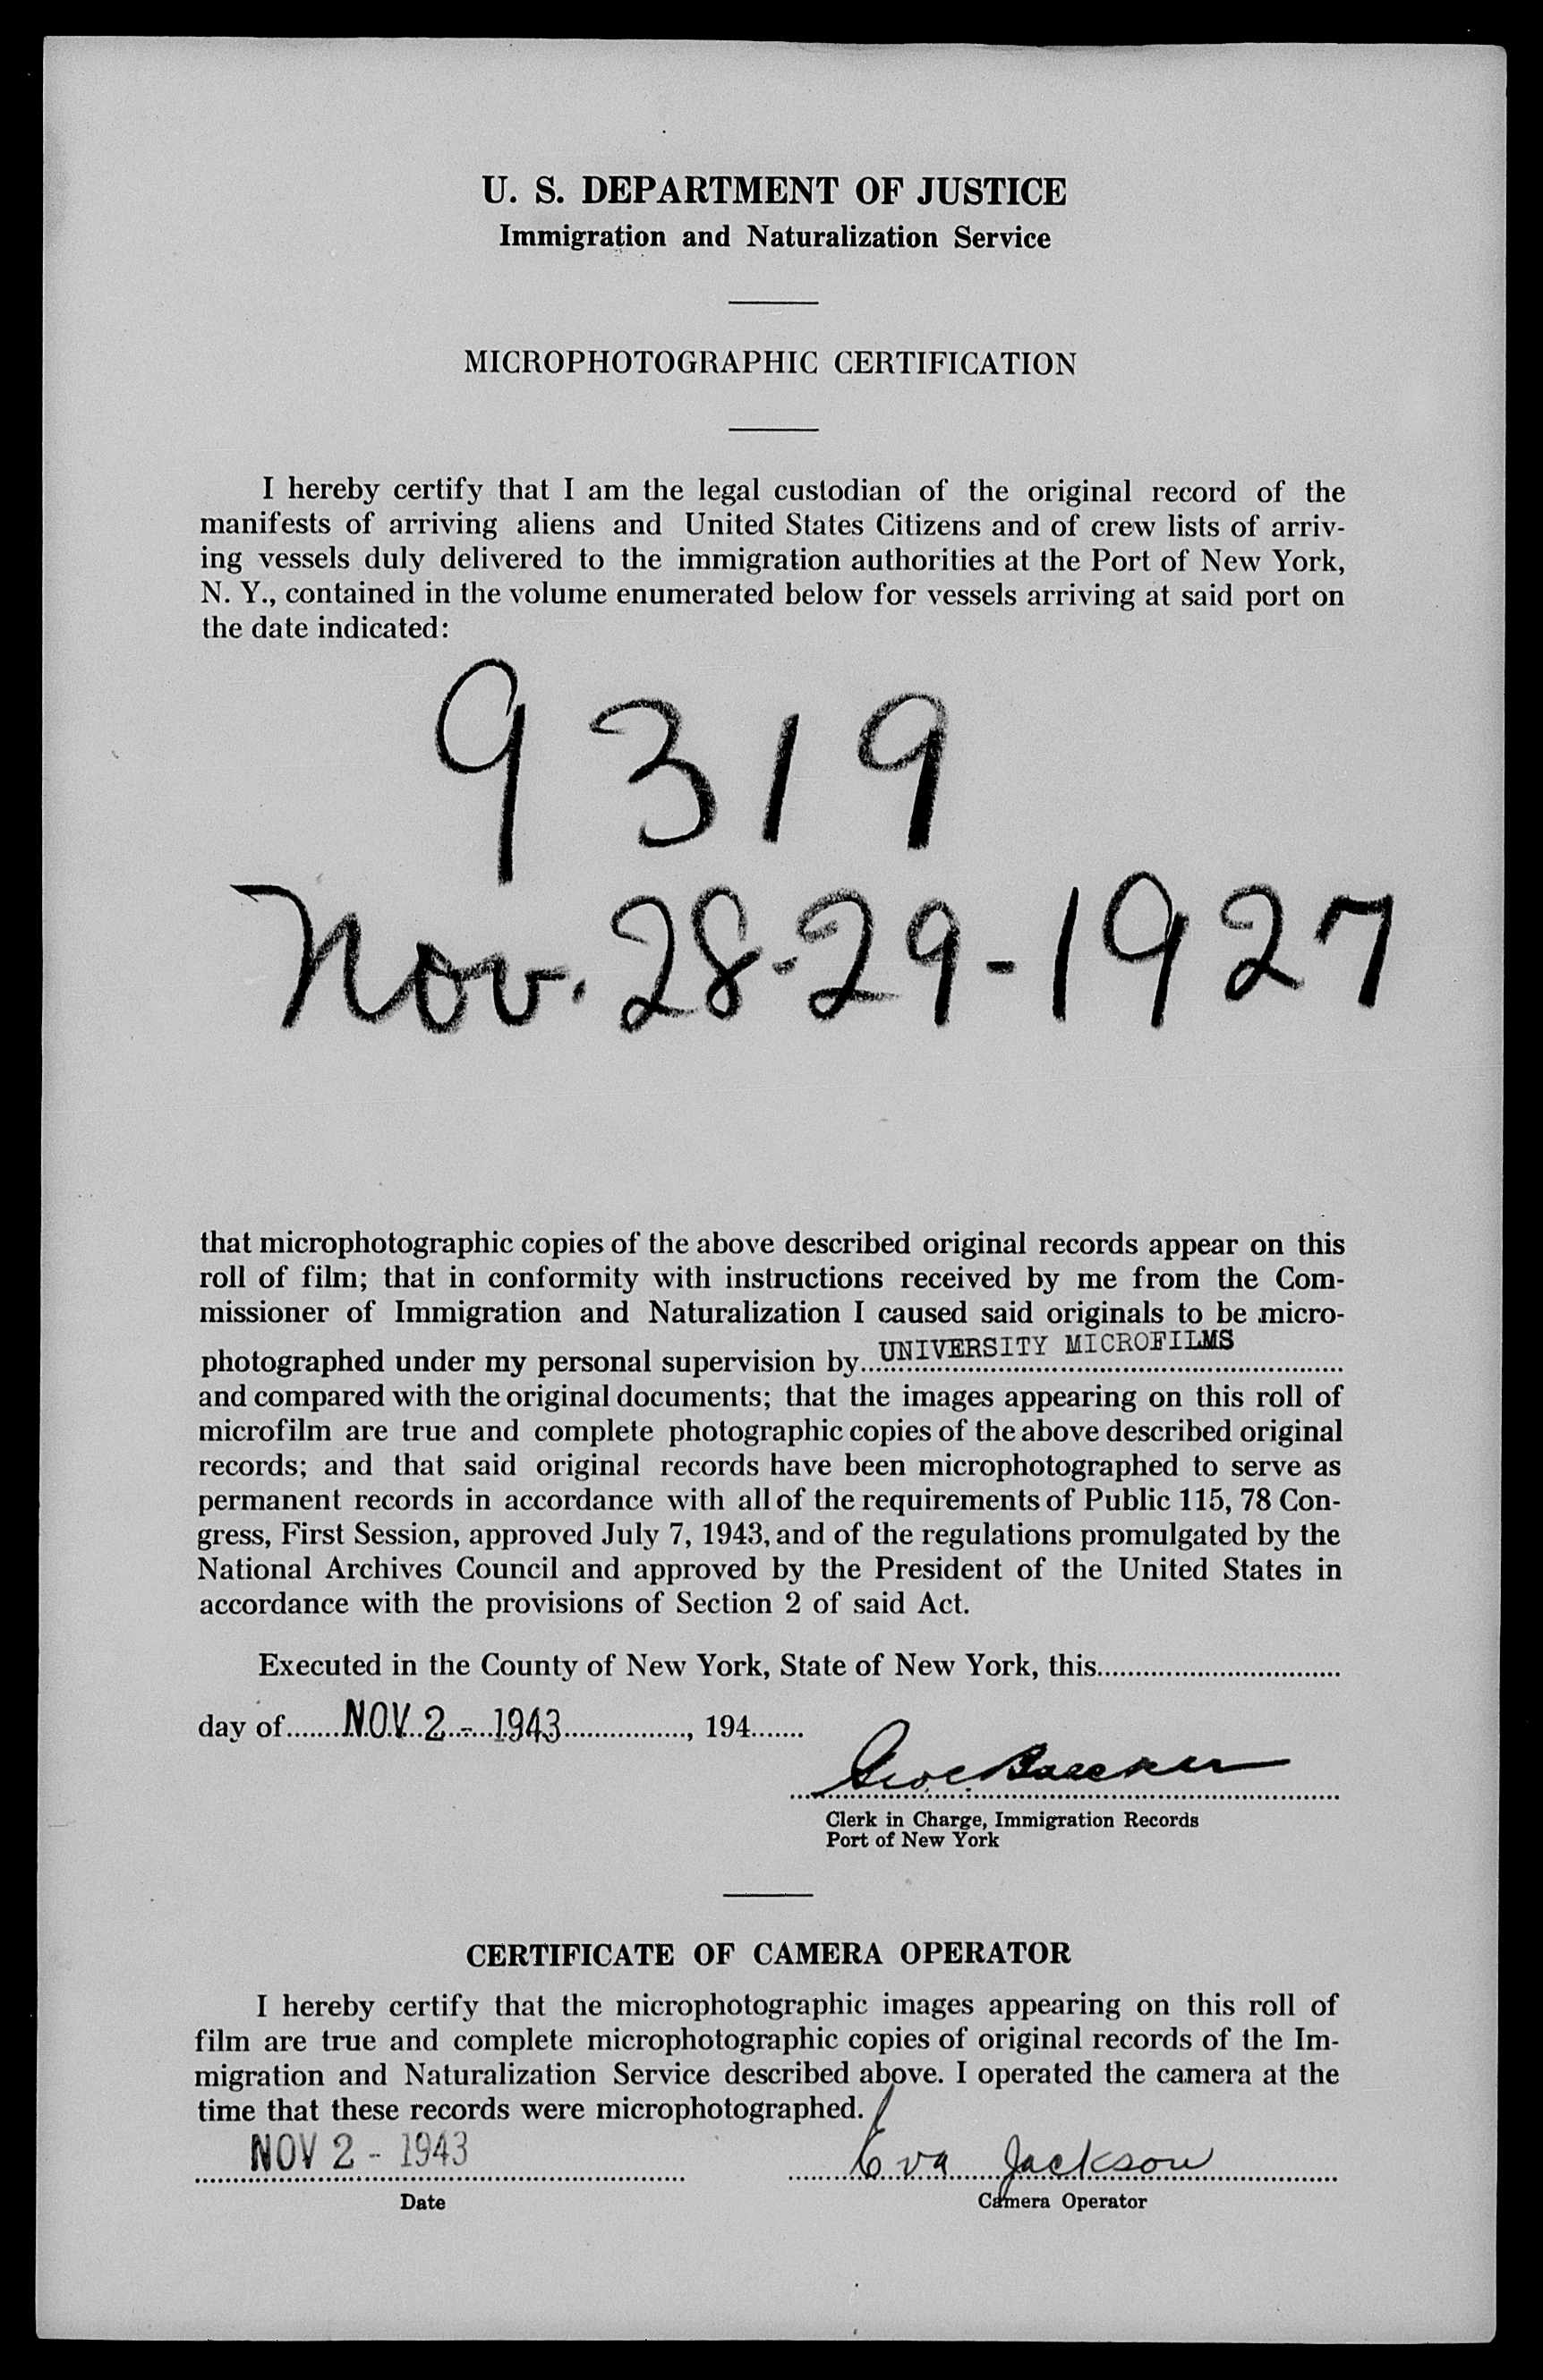 U. S. DEPARTMENT OF JUSTICE
Immigration and Naturalization Service
MICROPHOTOGRAPHIC CERTIFICATION
I hereby certify that I am the legal custodian of the original record of the
manifests of arriving aliens and United States Citizens and of crew lists of arriv-
ing vessels duly delivered to the immigration authorities at the Port of New York,
N. Y., contained in the volume enumerated below for vessels arriving at said port on
the date indicated:
9319
Nov. 28-29-1927
that microphotographic copies of the above described original records appear on this
roll of film; that in conformity with instructions received by me from the Com-
missioner of Immigration and Naturalization I caused said originals to be micro-
photographed under my personal supervision by UNIVERSITY MICROFILMS
and compared with the original documents; that the images appearing on this roll of
microfilm are true and complete photographic copies of the above described original
records; and that said original records have been microphotographed to serve as
permanent records in accordance with all of the requirements of Public 115, 78 Con-
gress, First Session, approved July 7, 1943, and of the regulations promulgated by the
National Archives Council and approved by the President of the United States in
accordance with the provisions of Section 2 of said Act.
Executed in the County of New York, State of New York, this
day of NOV 2 - 1943, 194
Clerk in Charge, Immigration Records
Port of New York
CERTIFICATE OF CAMERA OPERATOR
I hereby certify that the microphotographic images appearing on this roll of
film are true and complete microphotographic copies of original records of the Im-
migration and Naturalization Service described above. I operated the camera at the
time that these records were microphotographed.
NOV 2 - 1943 Eva Jackson
Date Camera Operator